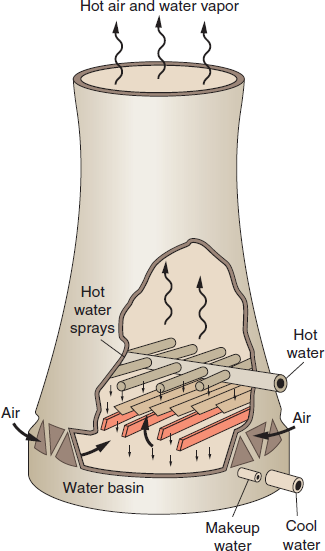 Hot air and water vapor
Hot
water
sprays
Hot
water
Air
Air
Water basin
Makeup
water
Cool
water